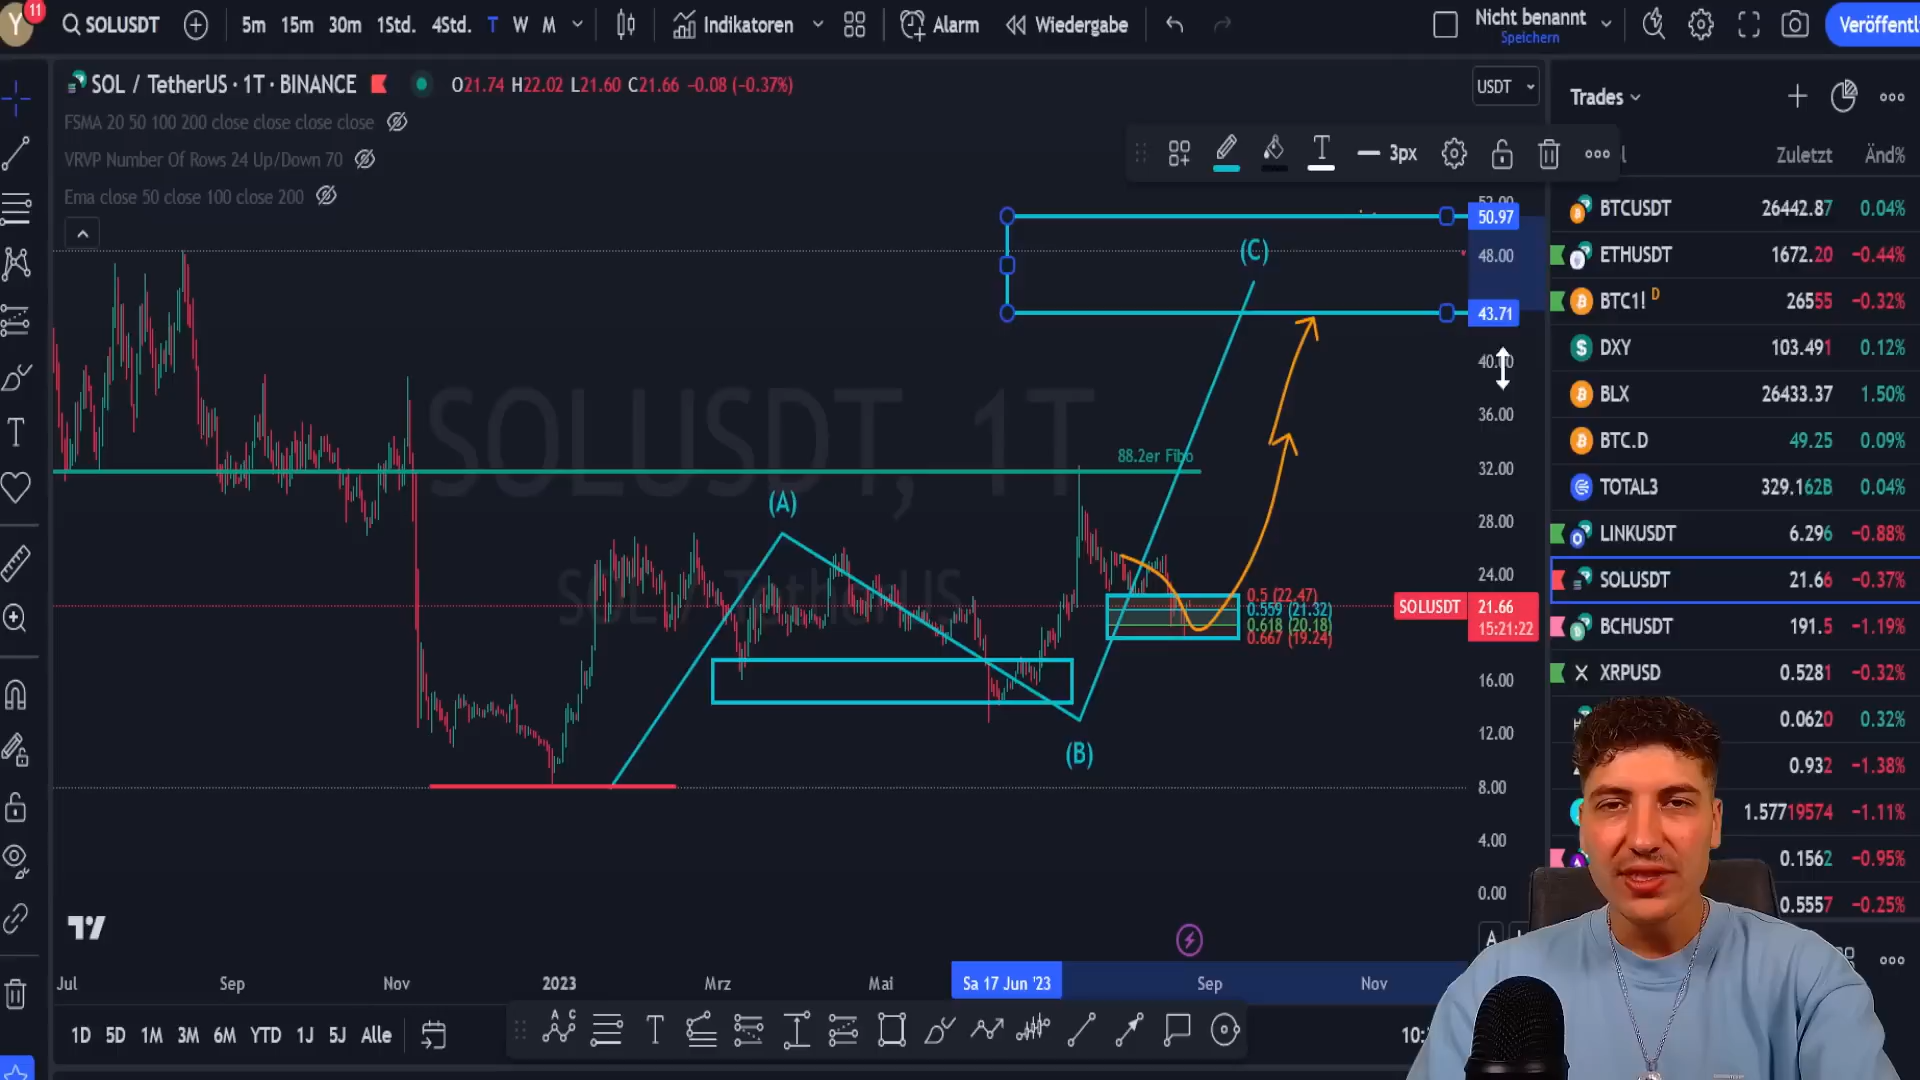 11
Y
SOLUSDT
5m 15m 30m 1Std. 4Std. T W M
Indikatoren
Alarm
Wiedergabe
Nicht benannt
Speichern
Veröffentl
SOL / TetherUS · 1T · BINANCE
O21.74 H22.02 L21.60 C21.66 −0.08 (−0.37%)
FSMA 20 50 100 200 close close close close
VRVP Number Of Rows 24 Up/Down 70
Ema close 50 close 100 close 200
USDT
T
3px
Trades
l Zuletzt Änd%
BTCUSDT 26442.87 0.04%
ETHUSDT 1672.20 −0.44%
BTC1! D 26555 −0.32%
DXY 103.491 0.12%
BLX 26433.37 1.50%
BTC.D 49.25 0.09%
TOTAL3 329.162B 0.04%
LINKUSDT 6.296 −0.88%
SOLUSDT 21.66 −0.37%
BCHUSDT 191.5 −1.19%
XRPUSD 0.5281 −0.32%
0.0620 0.32%
0.932 −1.38%
1.57719574 −1.11%
0.1562 −0.95%
0.5557 −0.25%
52.00
50.97
48.00
43.71
40.00
36.00
32.00
28.00
24.00
SOLUSDT 21.66
15:21:22
16.00
12.00
8.00
4.00
0.00
SOLUSDT, 1T
SOL / TetherUS
(C)
88.2er Fibo
(A)
(B)
0.5 (22.47)
0.559 (21.32)
0.618 (20.18)
0.667 (19.24)
A
Jul Sep Nov 2023 Mrz Mai Sa 17 Jun '23 Sep Nov
1D 5D 1M 3M 6M YTD 1J 5J Alle
A C
T
10: